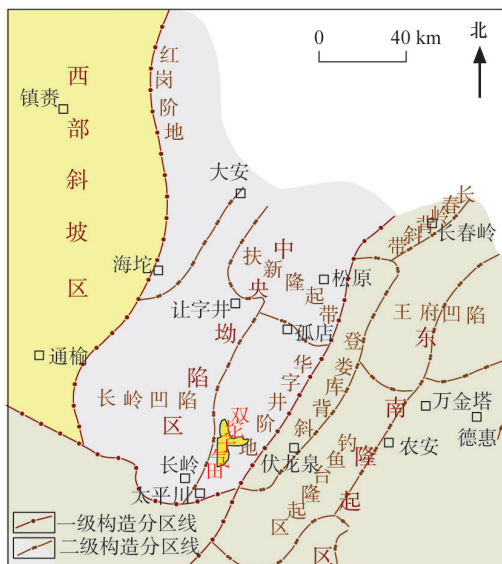 北
0 40 km
西部斜坡区
镇赉
红岗阶地
大安
长春岭背斜带
长春岭
海坨
扶新隆起带
中央坳陷区
松原
让字井
孤店
王府凹陷
通榆
长岭凹陷
华字井阶地
登娄库背斜
东南隆起区
万金塔
德惠
农安
钓鱼台隆起区
双坨子气田
伏龙泉
长岭
太平川
一级构造分区线
二级构造分区线